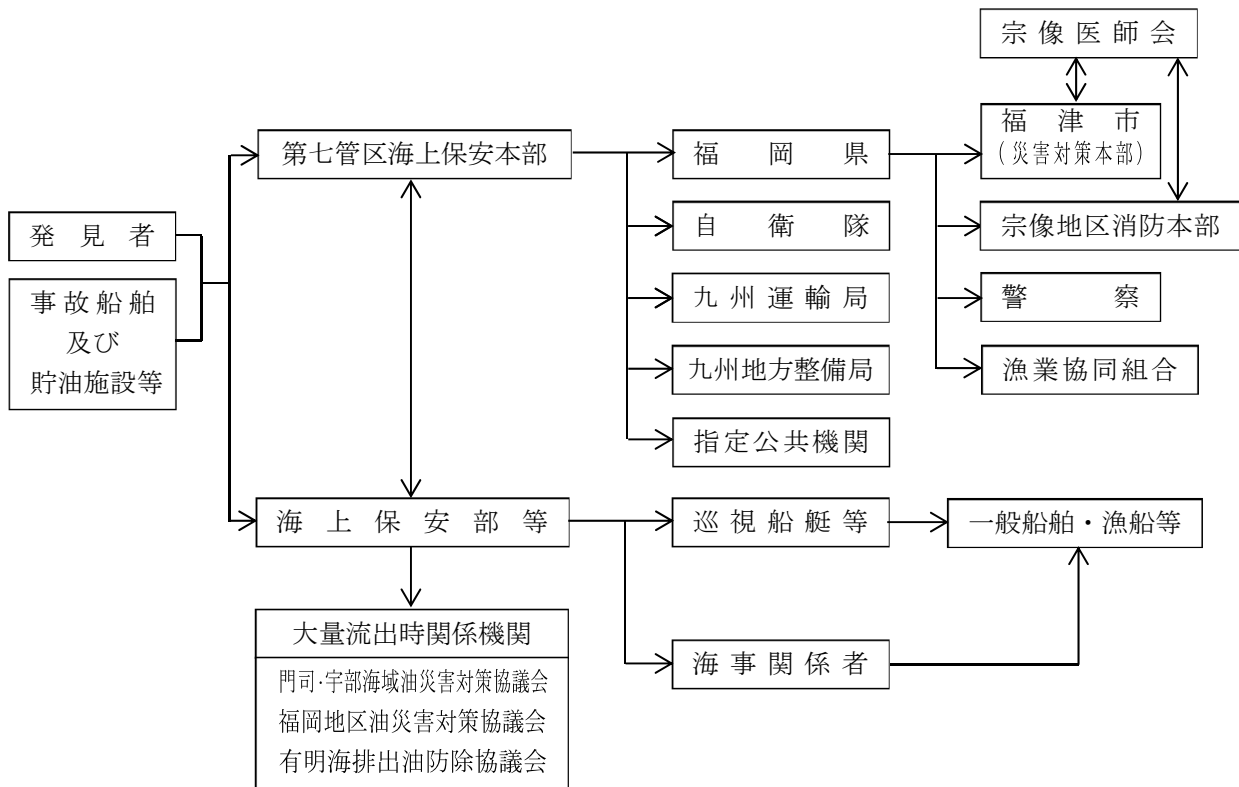 宗像医師会
第七管区海上保安本部
福岡県
福津市
(災害対策本部)
発見者
自衛隊
宗像地区消防本部
事故船舶
及び
貯油施設等
九州運輸局
警察
九州地方整備局
漁業協同組合
指定公共機関
海上保安部等
巡視船艇等
一般船舶・漁船等
大量流出時関係機関
海事関係者
門司・宇部海域油災害対策協議会
福岡地区油災害対策協議会
有明海排出油防除協議会